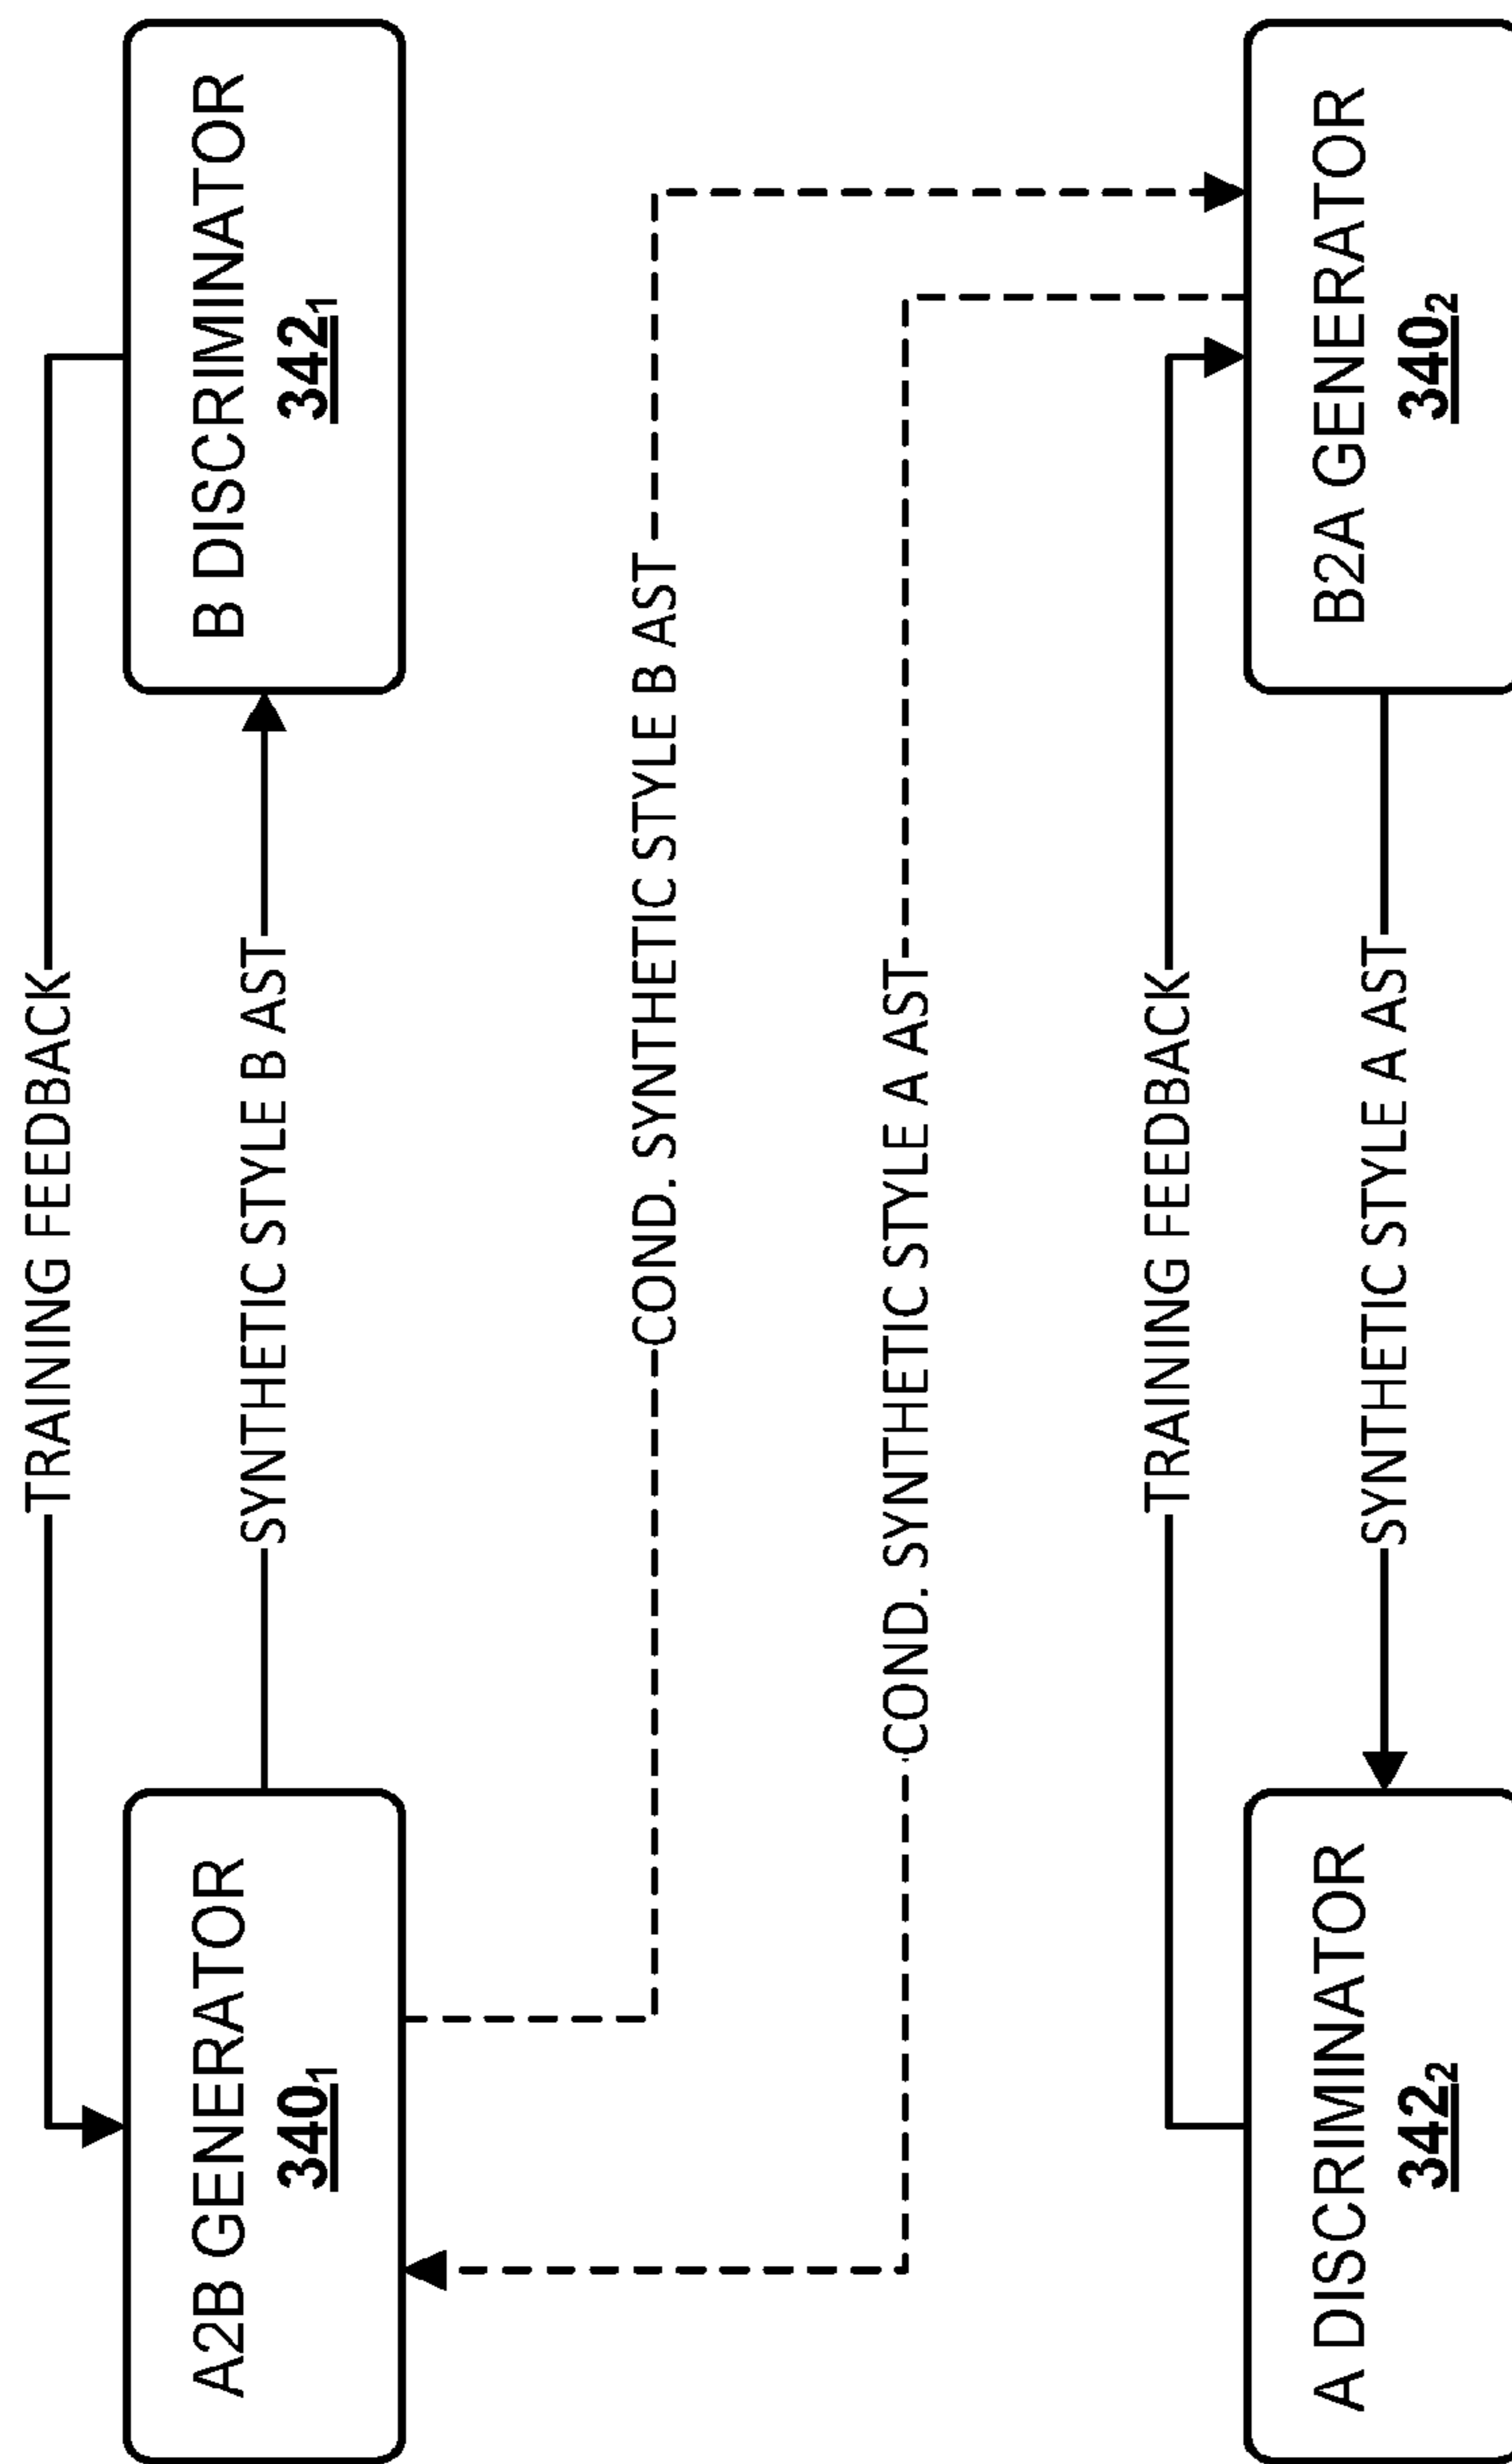 TRAINING FEEDBACK
A2B GENERATOR
340₁
SYNTHETIC STYLE B AST
B DISCRIMINATOR
342₁
COND. SYNTHETIC STYLE B AST
COND. SYNTHETIC STYLE A AST
TRAINING FEEDBACK
A DISCRIMINATOR
342₂
SYNTHETIC STYLE A AST
B2A GENERATOR
340₂